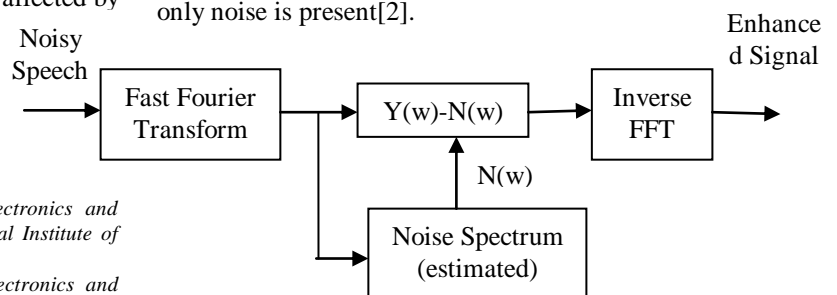 affected by
only noise is present[2].
Noisy
Speech
Fast Fourier
Transform
Y(w)-N(w)
Inverse
FFT
Enhance
d Signal
N(w)
Noise Spectrum
(estimated)
ectronics and
al Institute of
ectronics and